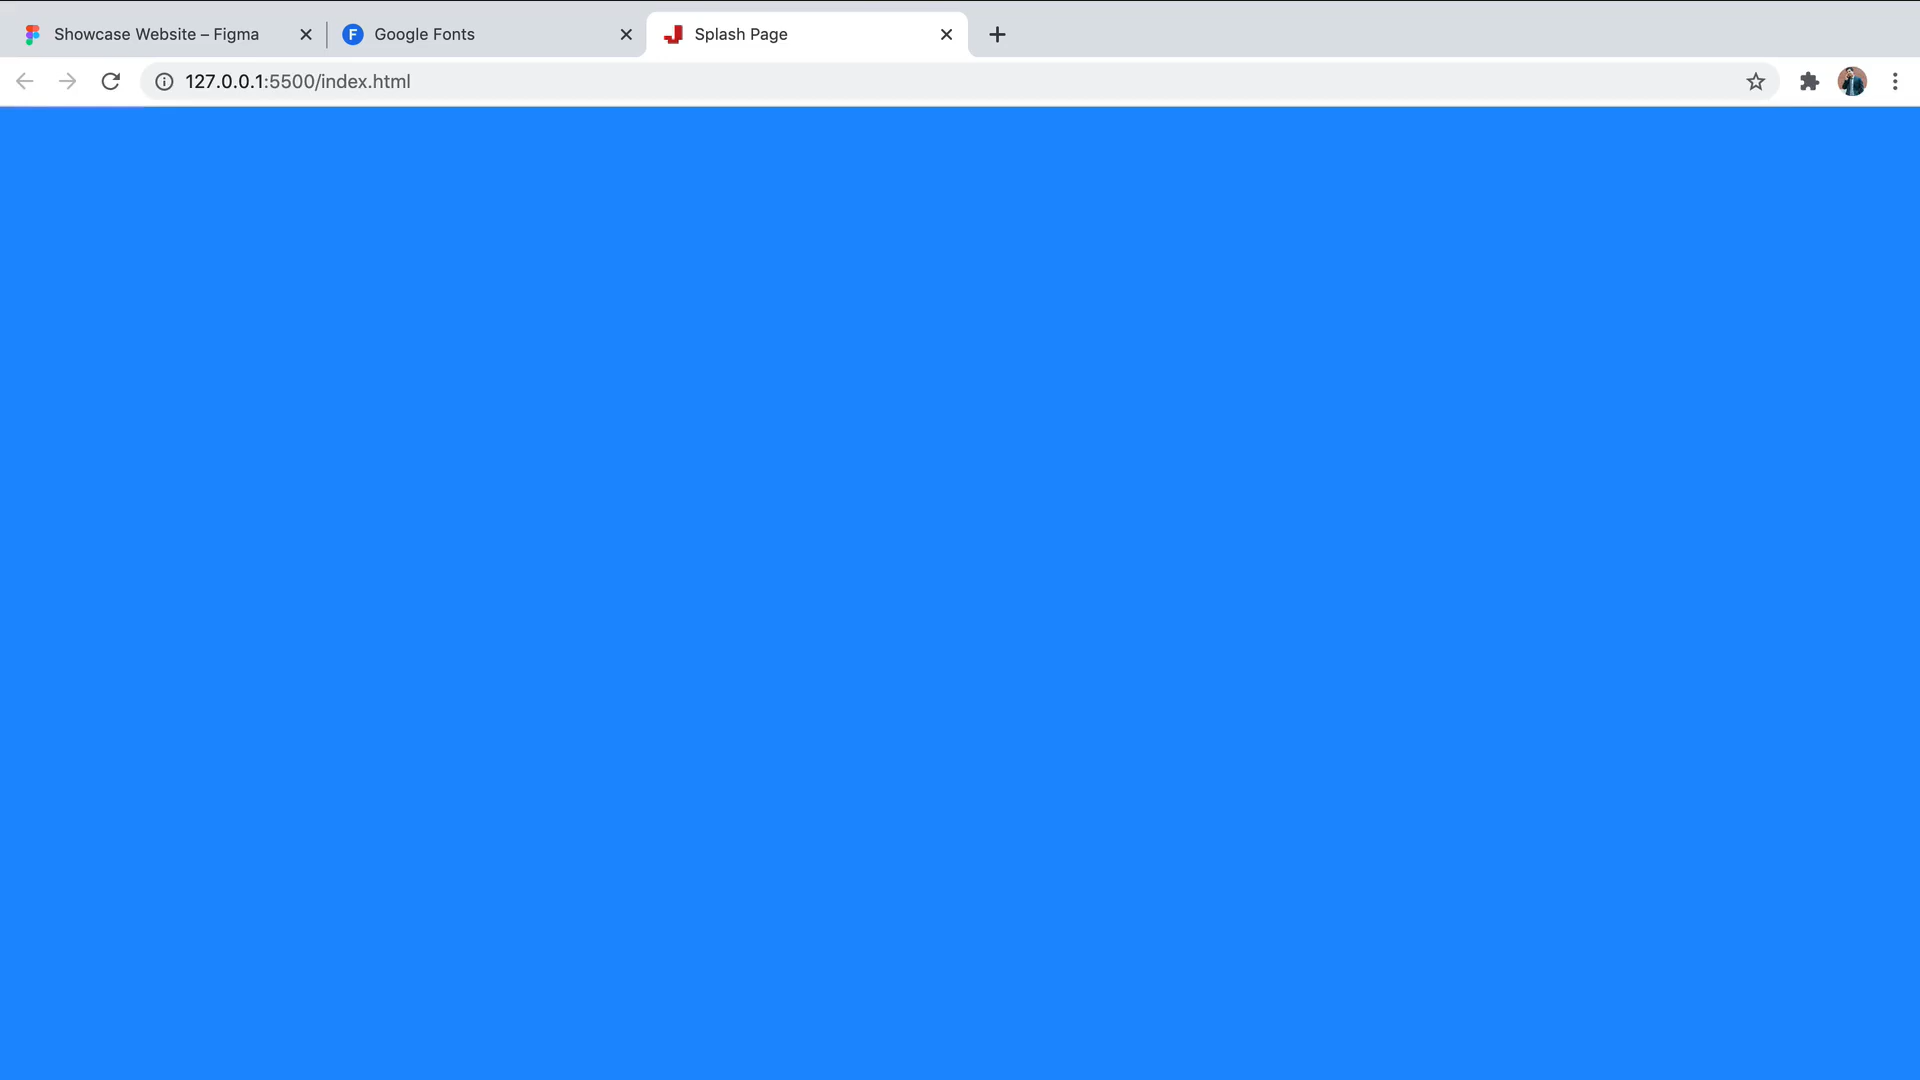 Showcase Website – Figma
F Google Fonts
Splash Page
127.0.0.1:5500/index.html